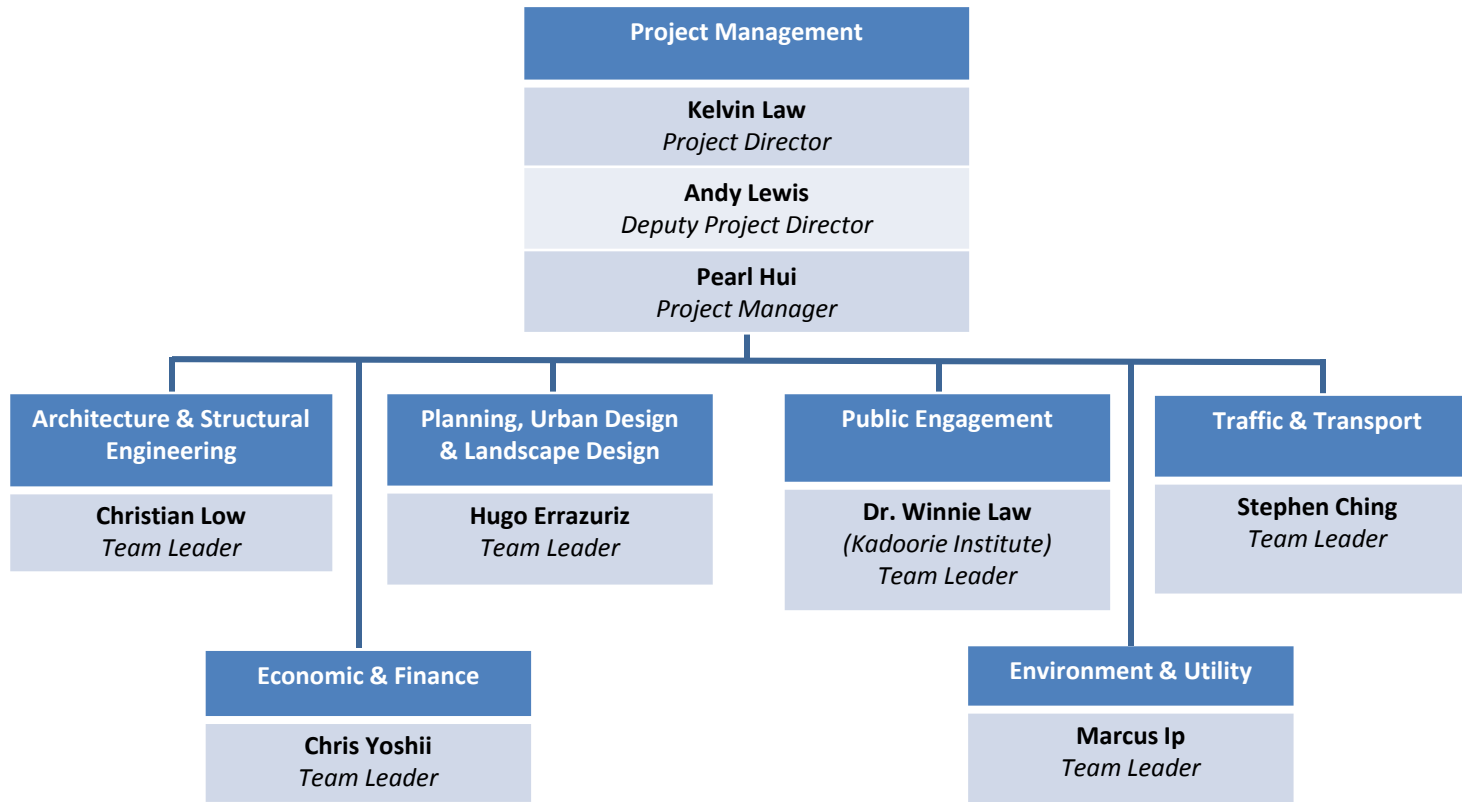 Project Management
Kelvin Law
Project Director
Andy Lewis
Deputy Project Director
Pearl Hui
Project Manager
Architecture & Structural
Engineering
Christian Low
Team Leader
Planning, Urban Design
& Landscape Design
Hugo Errazuriz
Team Leader
Public Engagement
Dr. Winnie Law
(Kadoorie Institute)
Team Leader
Traffic & Transport
Stephen Ching
Team Leader
Economic & Finance
Chris Yoshii
Team Leader
Environment & Utility
Marcus Ip
Team Leader